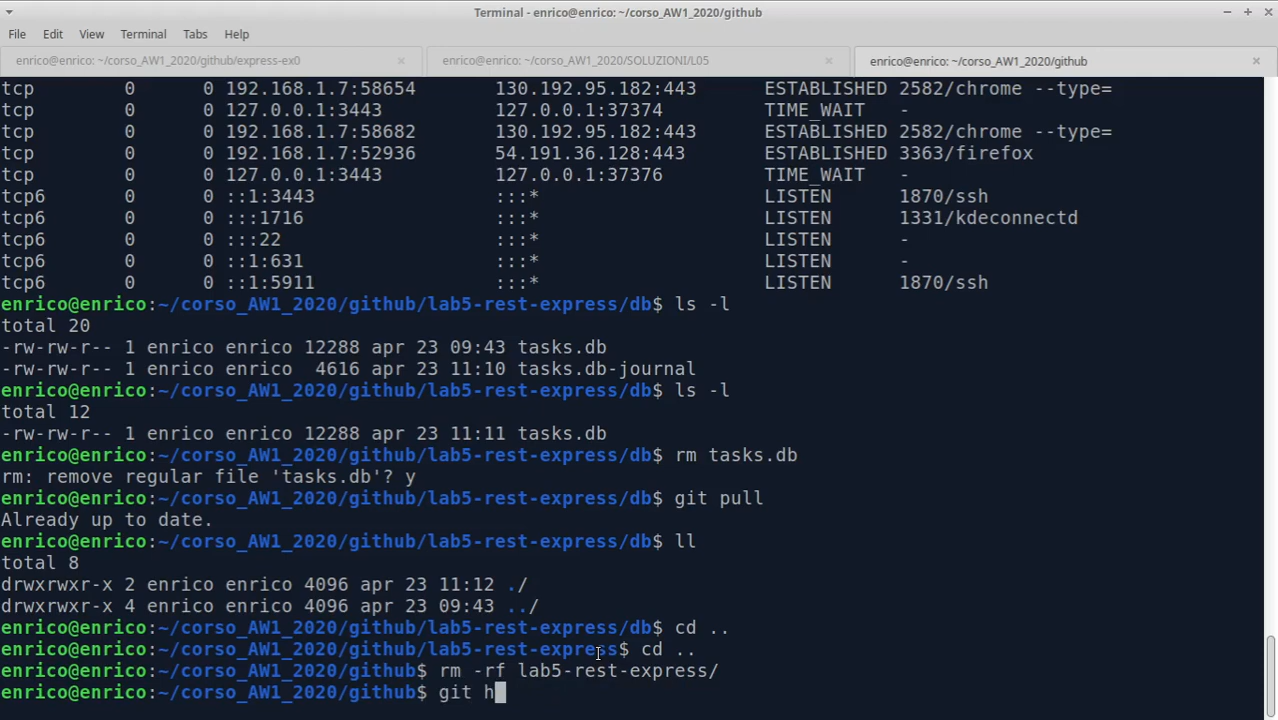 Terminal - enrico@enrico: ~/corso_AW1_2020/github
File Edit View Terminal Tabs Help
enrico@enrico: ~/corso_AW1_2020/github/express-ex0 enrico@enrico: ~/corso_AW1_2020/SOLUZIONI/L05 enrico@enrico: ~/corso_AW1_2020/github
tcp 0 0 192.168.1.7:58654 130.192.95.182:443 ESTABLISHED 2582/chrome --type=
tcp 0 0 127.0.0.1:3443 127.0.0.1:37374 TIME_WAIT -
tcp 0 0 192.168.1.7:58682 130.192.95.182:443 ESTABLISHED 2582/chrome --type=
tcp 0 0 192.168.1.7:52936 54.191.36.128:443 ESTABLISHED 3363/firefox
tcp 0 0 127.0.0.1:3443 127.0.0.1:37376 TIME_WAIT -
tcp6 0 0 ::1:3443 :::* LISTEN 1870/ssh
tcp6 0 0 :::1716 :::* LISTEN 1331/kdeconnectd
tcp6 0 0 :::22 :::* LISTEN -
tcp6 0 0 ::1:631 :::* LISTEN -
tcp6 0 0 ::1:5911 :::* LISTEN 1870/ssh
enrico@enrico:~/corso_AW1_2020/github/lab5-rest-express/db$ ls -l
total 20
-rw-rw-r-- 1 enrico enrico 12288 apr 23 09:43 tasks.db
-rw-rw-r-- 1 enrico enrico 4616 apr 23 11:10 tasks.db-journal
enrico@enrico:~/corso_AW1_2020/github/lab5-rest-express/db$ ls -l
total 12
-rw-rw-r-- 1 enrico enrico 12288 apr 23 11:11 tasks.db
enrico@enrico:~/corso_AW1_2020/github/lab5-rest-express/db$ rm tasks.db
rm: remove regular file 'tasks.db'? y
enrico@enrico:~/corso_AW1_2020/github/lab5-rest-express/db$ git pull
Already up to date.
enrico@enrico:~/corso_AW1_2020/github/lab5-rest-express/db$ ll
total 8
drwxrwxr-x 2 enrico enrico 4096 apr 23 11:12 ./
drwxrwxr-x 4 enrico enrico 4096 apr 23 09:43 ../
enrico@enrico:~/corso_AW1_2020/github/lab5-rest-express/db$ cd ..
enrico@enrico:~/corso_AW1_2020/github/lab5-rest-express$ cd ..
enrico@enrico:~/corso_AW1_2020/github$ rm -rf lab5-rest-express/
enrico@enrico:~/corso_AW1_2020/github$ git h